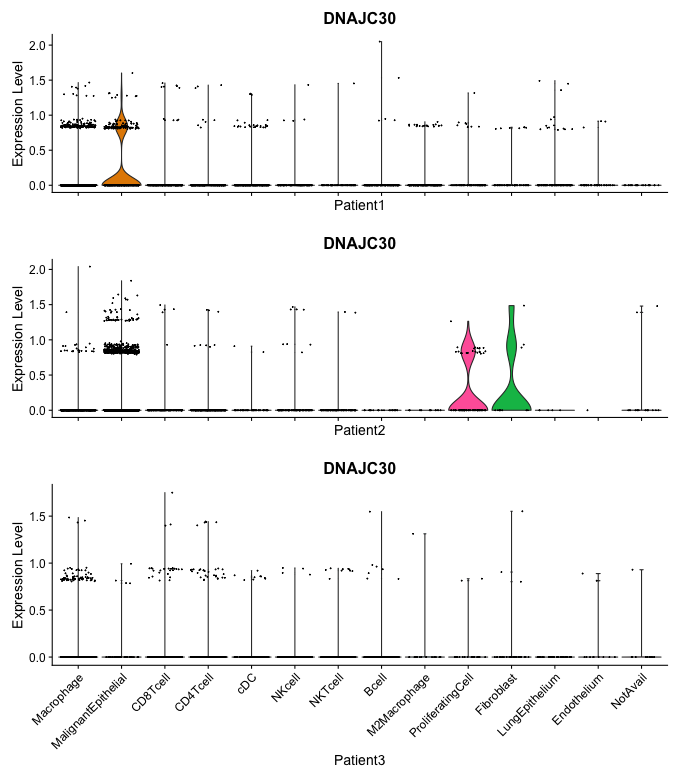 DNAJC30
Expression Level
2.0
1.5
1.0
0.5
0.0
Patient1
DNAJC30
Expression Level
2.0
1.5
1.0
0.5
0.0
Patient2
DNAJC30
Expression Level
1.5
1.0
0.5
0.0
Macrophage
MalignantEpithelial
CD8Tcell
CD4Tcell
cDC
NKcell
NKTcell
Bcell
M2Macrophage
ProliferatingCell
Fibroblast
LungEpithelium
Endothelium
NotAvail
Patient3